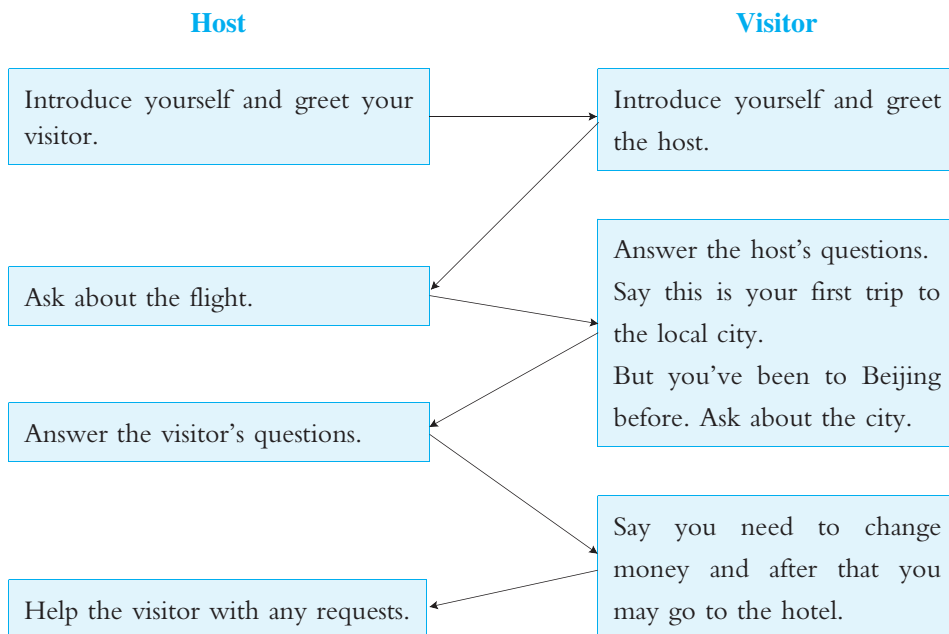 Host
Visitor
Introduce yourself and greet your
visitor.
Introduce yourself and greet
the host.
Ask about the flight.
Answer the host's questions.
Say this is your first trip to
the local city.
But you've been to Beijing
before. Ask about the city.
Answer the visitor's questions.
Say you need to change
money and after that you
may go to the hotel.
Help the visitor with any requests.